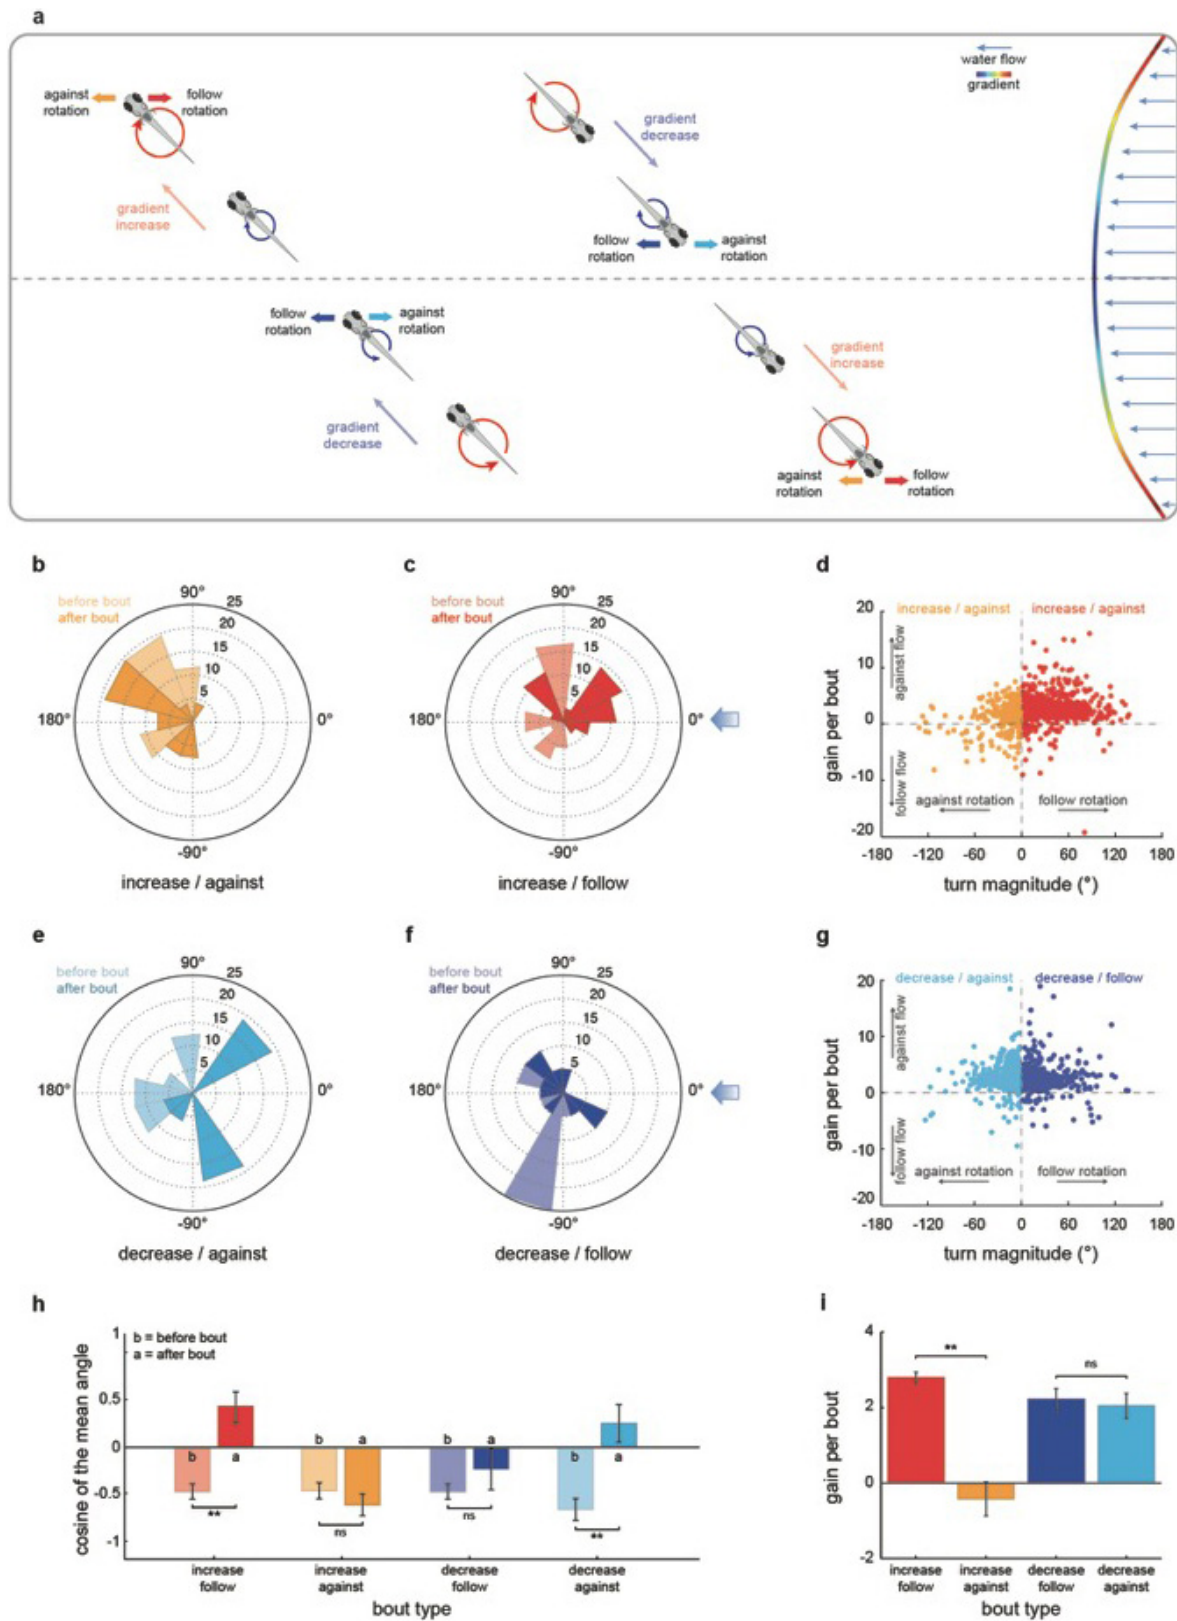 a
water flow
gradient
against
rotation
follow
rotation
gradient
increase
gradient
decrease
follow
rotation
against
rotation
follow
rotation
against
rotation
gradient
decrease
gradient
increase
against
rotation
follow
rotation
b
before bout
after bout
90°
25
20
15
10
5
180°
0°
-90°
increase / against
c
before bout
after bout
90°
25
20
15
10
5
180°
0°
-90°
increase / follow
d
increase / against
increase / against
20
10
0
-10
-20
gain per bout
against flow
follow flow
against rotation
follow rotation
-180 -120 -60 0 60 120 180
turn magnitude (°)
e
before bout
after bout
90°
25
20
15
10
5
180°
0°
-90°
decrease / against
f
before bout
after bout
90°
25
20
15
10
5
180°
0°
-90°
decrease / follow
g
decrease / against
decrease / follow
20
10
0
-10
-20
gain per bout
against flow
follow flow
against rotation
follow rotation
-180 -120 -60 0 60 120 180
turn magnitude (°)
h
b = before bout
a = after bout
cosine of the mean angle
1
0.5
0
-0.5
-1
b a b a b a b a
** ns ns **
increase
follow
increase
against
decrease
follow
decrease
against
bout type
i
gain per bout
4
2
0
-2
** ns
increase
follow
increase
against
decrease
follow
decrease
against
bout type